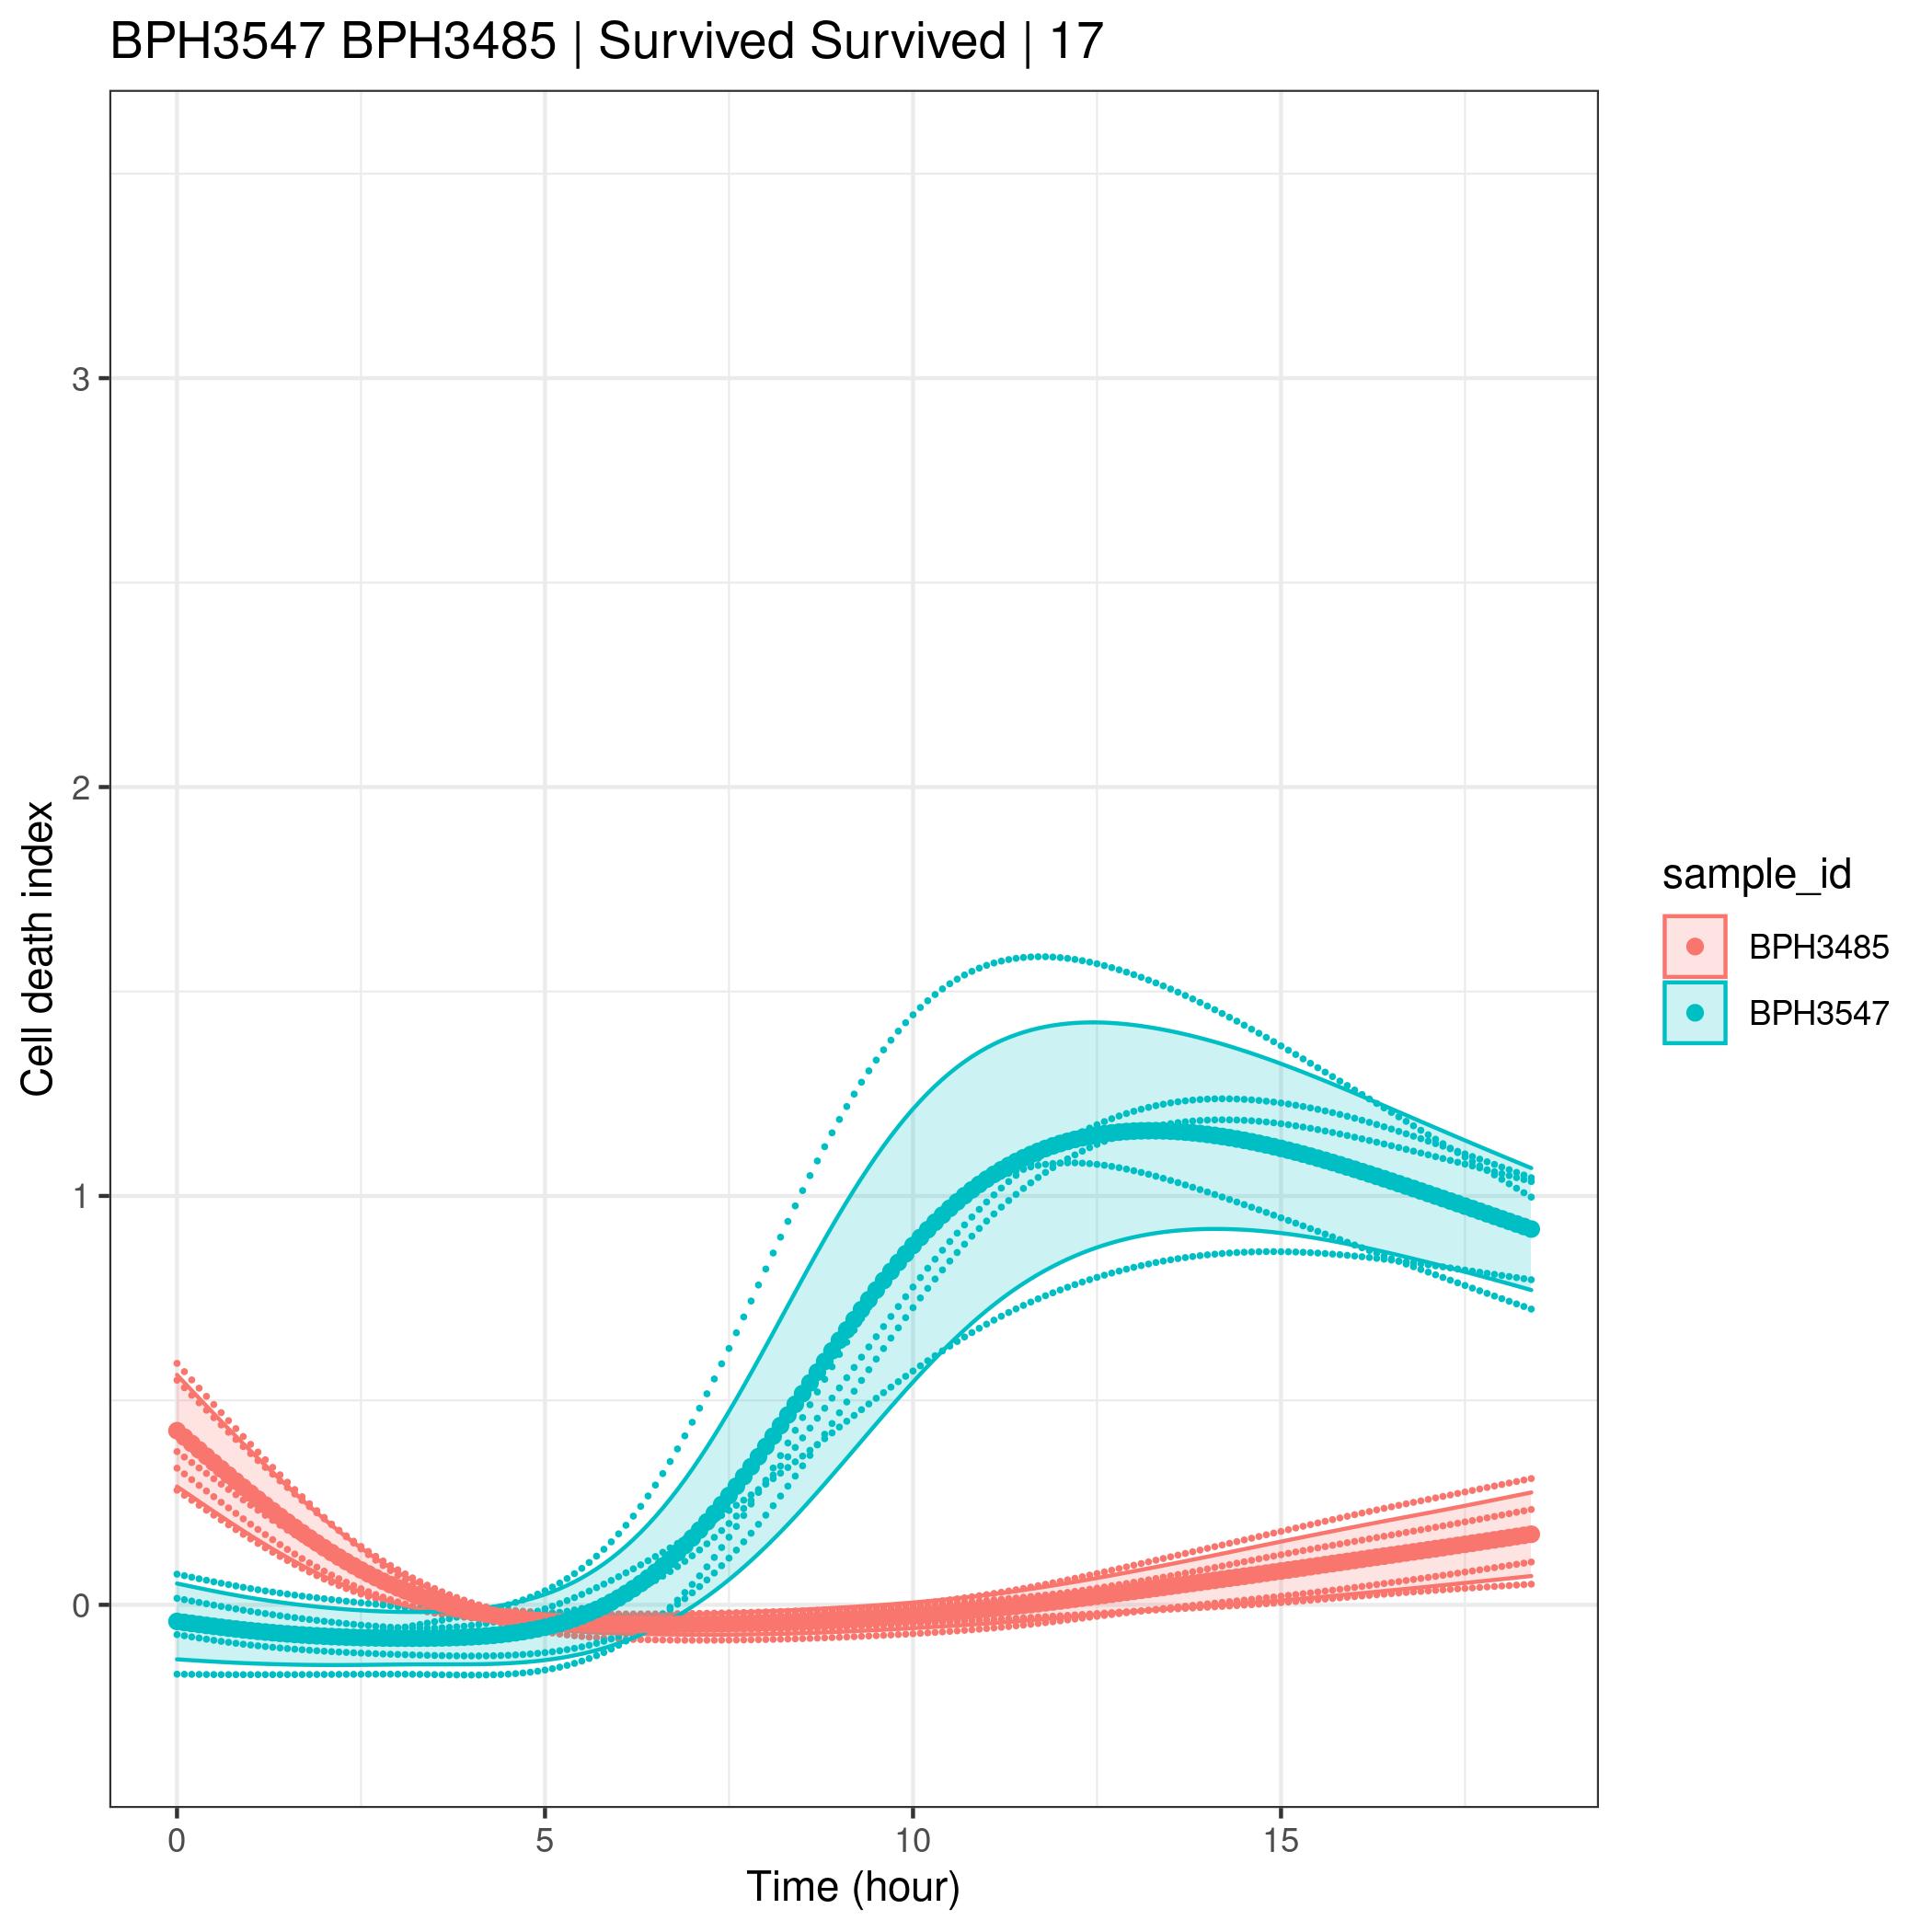 BPH3547 BPH3485 | Survived Survived | 17
3
2
1
0
Cell death index
0 5 10 15
Time (hour)
sample_id
BPH3485
BPH3547